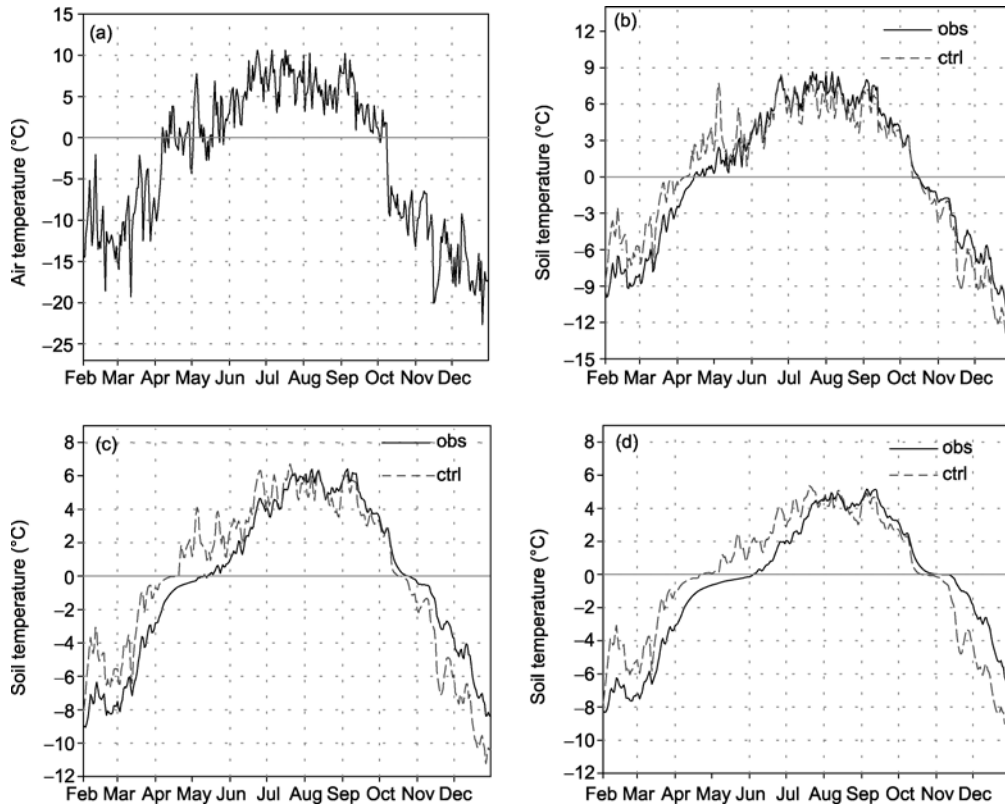 (a)
Air temperature (°C)
15
10
5
0
−5
−10
−15
−20
−25
Feb Mar Apr May Jun Jul Aug Sep Oct Nov Dec
(b)
obs
ctrl
Soil temperature (°C)
12
9
6
3
0
−3
−6
−9
−12
−15
Feb Mar Apr May Jun Jul Aug Sep Oct Nov Dec
(c)
obs
ctrl
Soil temperature (°C)
8
6
4
2
0
−2
−4
−6
−8
−10
−12
Feb Mar Apr May Jun Jul Aug Sep Oct Nov Dec
(d)
obs
ctrl
Soil temperature (°C)
8
6
4
2
0
−2
−4
−6
−8
−10
−12
Feb Mar Apr May Jun Jul Aug Sep Oct Nov Dec